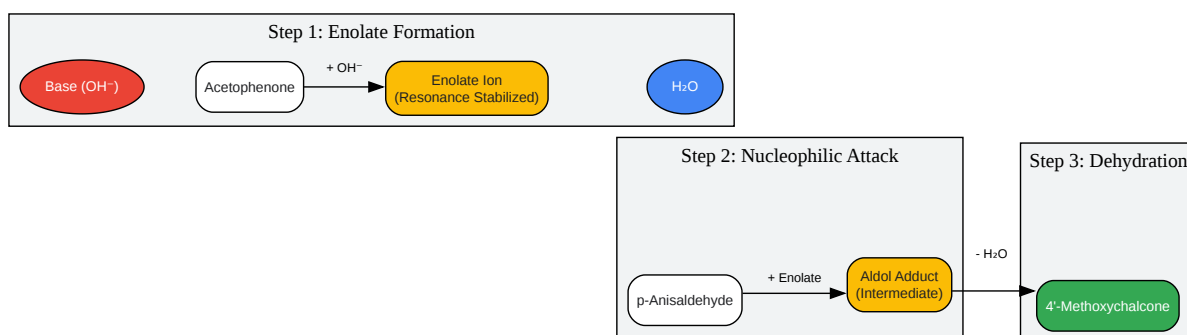 Step 1: Enolate Formation
Base (OH⁻)
Acetophenone
+ OH⁻
Enolate Ion
(Resonance Stabilized)
H₂O
Step 2: Nucleophilic Attack
p-Anisaldehyde
+ Enolate
Aldol Adduct
(Intermediate)
- H₂O
Step 3: Dehydration
4'-Methoxychalcone